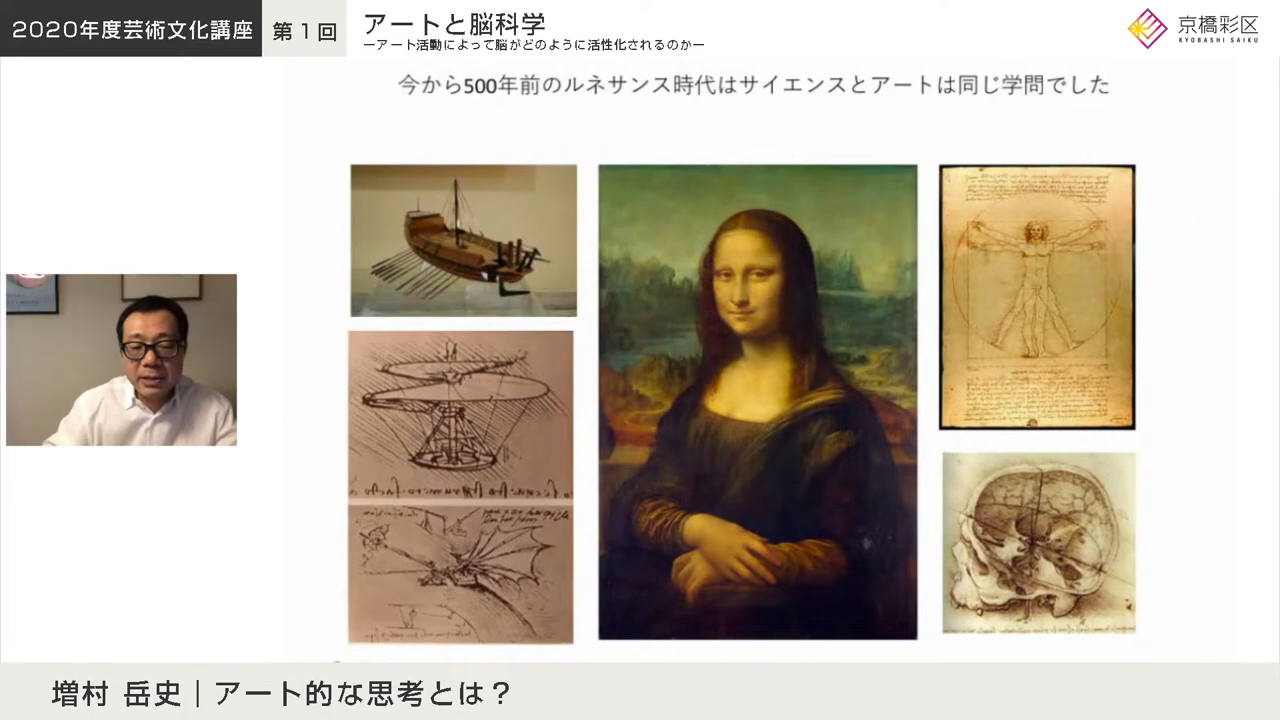 2020年度芸術文化講座
第1回
アートと脳科学
ーアート活動によって脳がどのように活性化されるのかー
京橋彩区
KYOBASHI SAIKU
今から500年前のルネサンス時代はサイエンスとアートは同じ学問でした
増村 岳史｜アート的な思考とは？